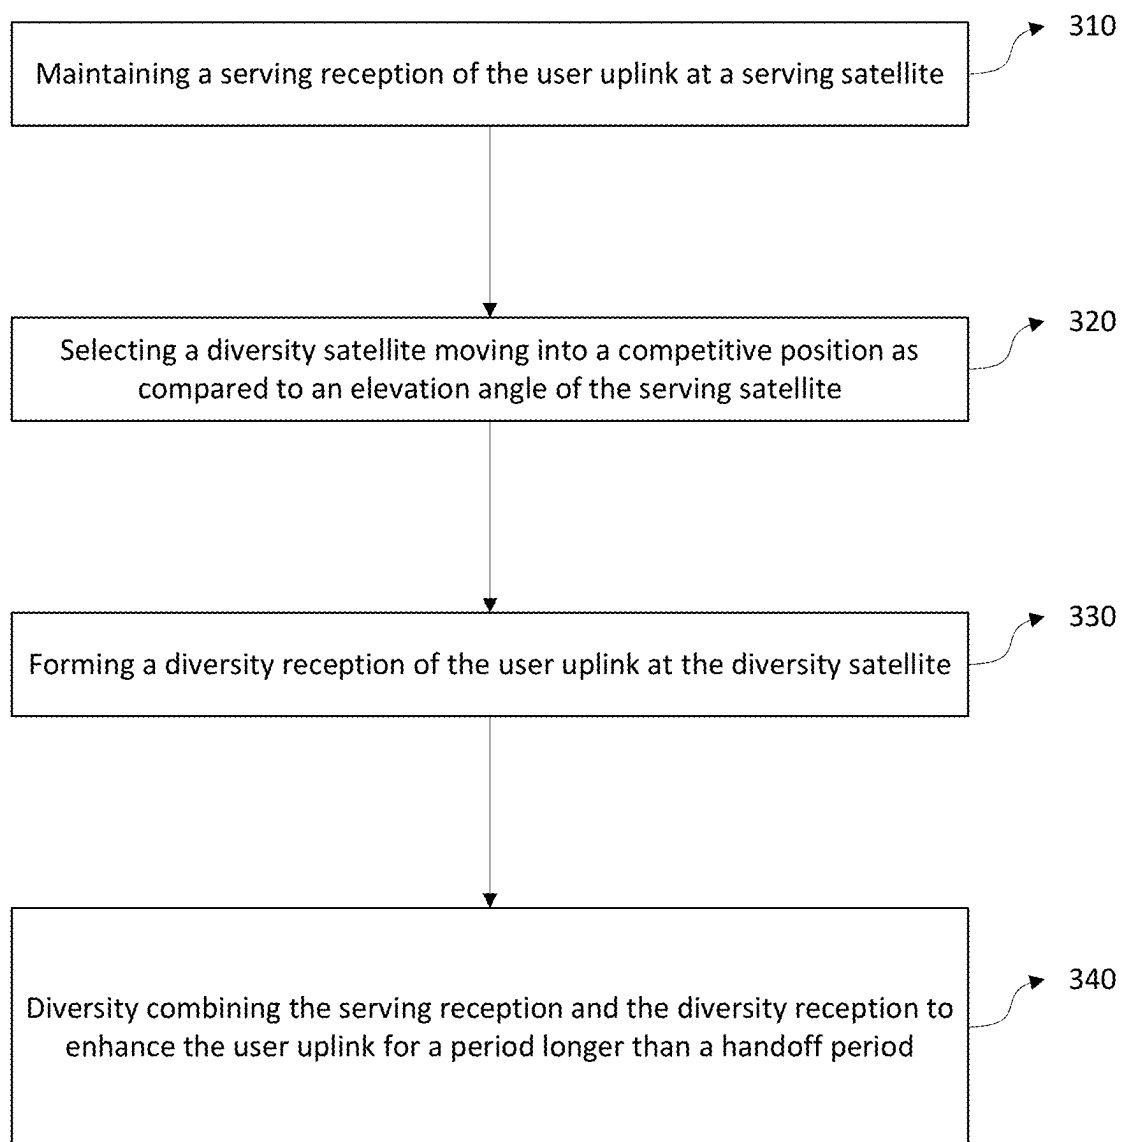 310
Maintaining a serving reception of the user uplink at a serving satellite
320
Selecting a diversity satellite moving into a competitive position as
compared to an elevation angle of the serving satellite
330
Forming a diversity reception of the user uplink at the diversity satellite
340
Diversity combining the serving reception and the diversity reception to
enhance the user uplink for a period longer than a handoff period